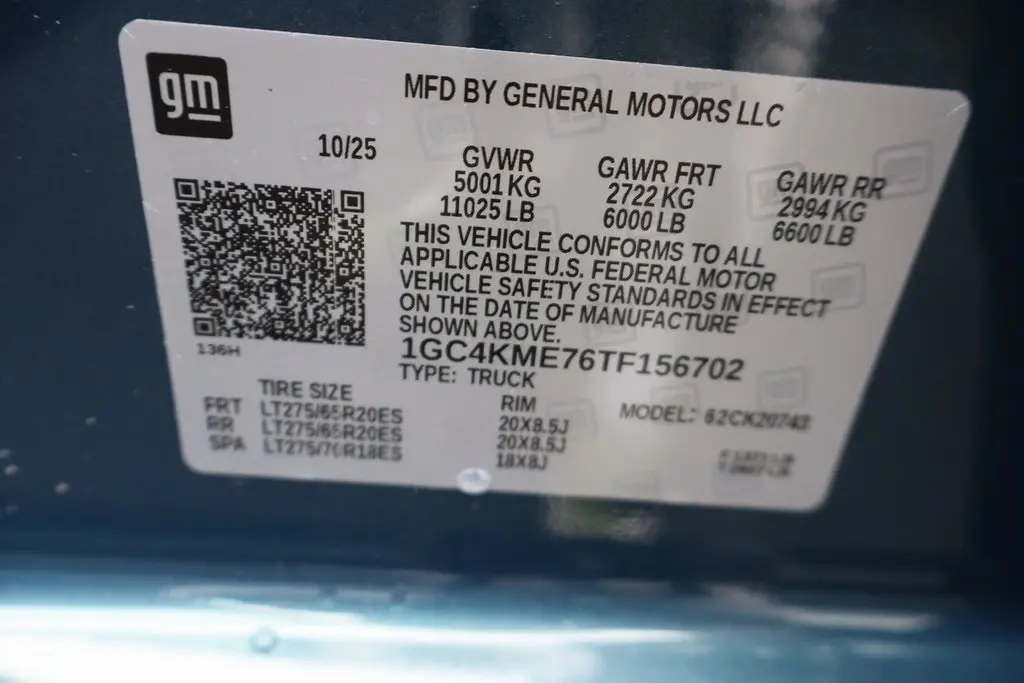 gm
MFD BY GENERAL MOTORS LLC
10/25
GVWR GAWR FRT GAWR RR
5001 KG 2722 KG 2994 KG
11025 LB 6000 LB 6600 LB
THIS VEHICLE CONFORMS TO ALL
APPLICABLE U.S. FEDERAL MOTOR
VEHICLE SAFETY STANDARDS IN EFFECT
ON THE DATE OF MANUFACTURE
SHOWN ABOVE.
136H
1GC4KME76TF156702
TYPE: TRUCK
TIRE SIZE RIM MODEL: 62CK20743
FRT LT275/65R20ES 20X8.5J
RR LT275/65R20ES 20X8.5J
SPA LT275/70R18ES 18X8J